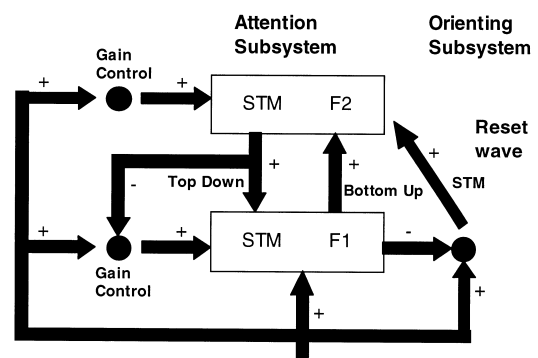 Attention
Subsystem
Orienting
Subsystem
Gain
Control
+
+
STM F2
Reset
wave
+
STM
+
+
-
Top Down
Bottom Up
+
+
STM F1
-
Gain
Control
+
+